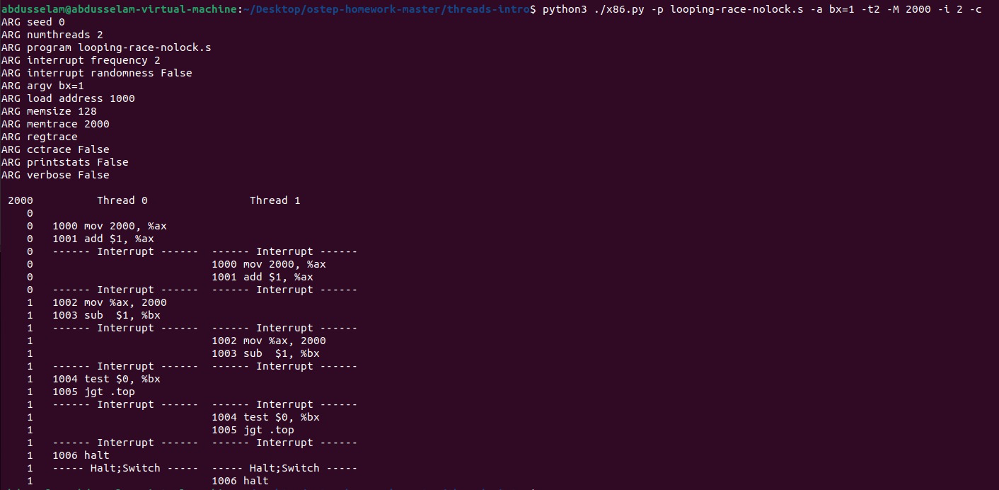 abdusselam@abdusselam-virtual-machine:~/Desktop/ostep-homework-master/threads-intro$ python3 ./x86.py -p looping-race-nolock.s -a bx=1 -t2 -M 2000 -i 2 -c
ARG seed 0
ARG numthreads 2
ARG program looping-race-nolock.s
ARG interrupt frequency 2
ARG interrupt randomness False
ARG argv bx=1
ARG load address 1000
ARG memsize 128
ARG memtrace 2000
ARG regtrace
ARG cctrace False
ARG printstats False
ARG verbose False
 2000          Thread 0                Thread 1
    0
    0   1000 mov 2000, %ax
    0   1001 add $1, %ax
    0   ------ Interrupt ------  ------ Interrupt ------
    0                            1000 mov 2000, %ax
    0                            1001 add $1, %ax
    0   ------ Interrupt ------  ------ Interrupt ------
    1   1002 mov %ax, 2000
    1   1003 sub  $1, %bx
    1   ------ Interrupt ------  ------ Interrupt ------
    1                            1002 mov %ax, 2000
    1                            1003 sub  $1, %bx
    1   ------ Interrupt ------  ------ Interrupt ------
    1   1004 test $0, %bx
    1   1005 jgt .top
    1   ------ Interrupt ------  ------ Interrupt ------
    1                            1004 test $0, %bx
    1                            1005 jgt .top
    1   ------ Interrupt ------  ------ Interrupt ------
    1   1006 halt
    1   ----- Halt;Switch -----  ----- Halt;Switch -----
    1                            1006 halt